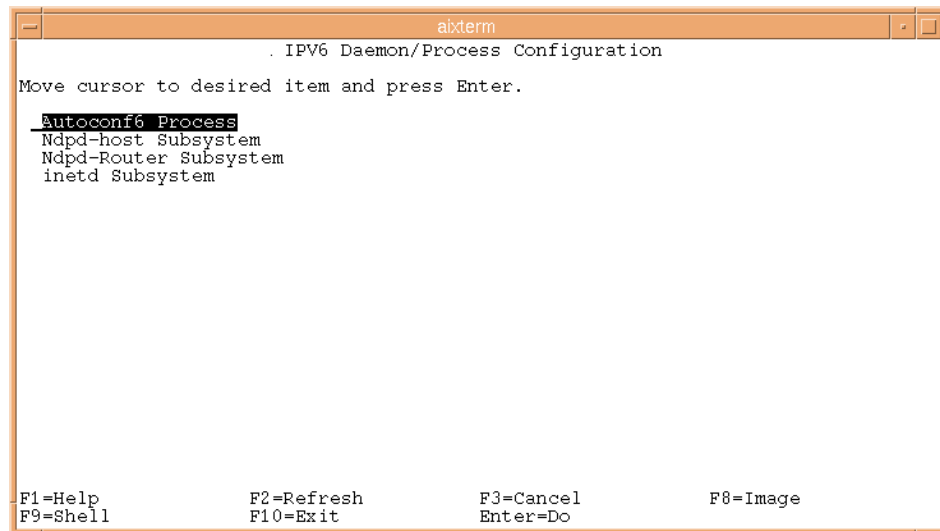 aixterm
. IPV6 Daemon/Process Configuration
Move cursor to desired item and press Enter.
Autoconf6 Process
Ndpd-host Subsystem
Ndpd-Router Subsystem
inetd Subsystem
F1=Help F2=Refresh F3=Cancel F8=Image
F9=Shell F10=Exit Enter=Do